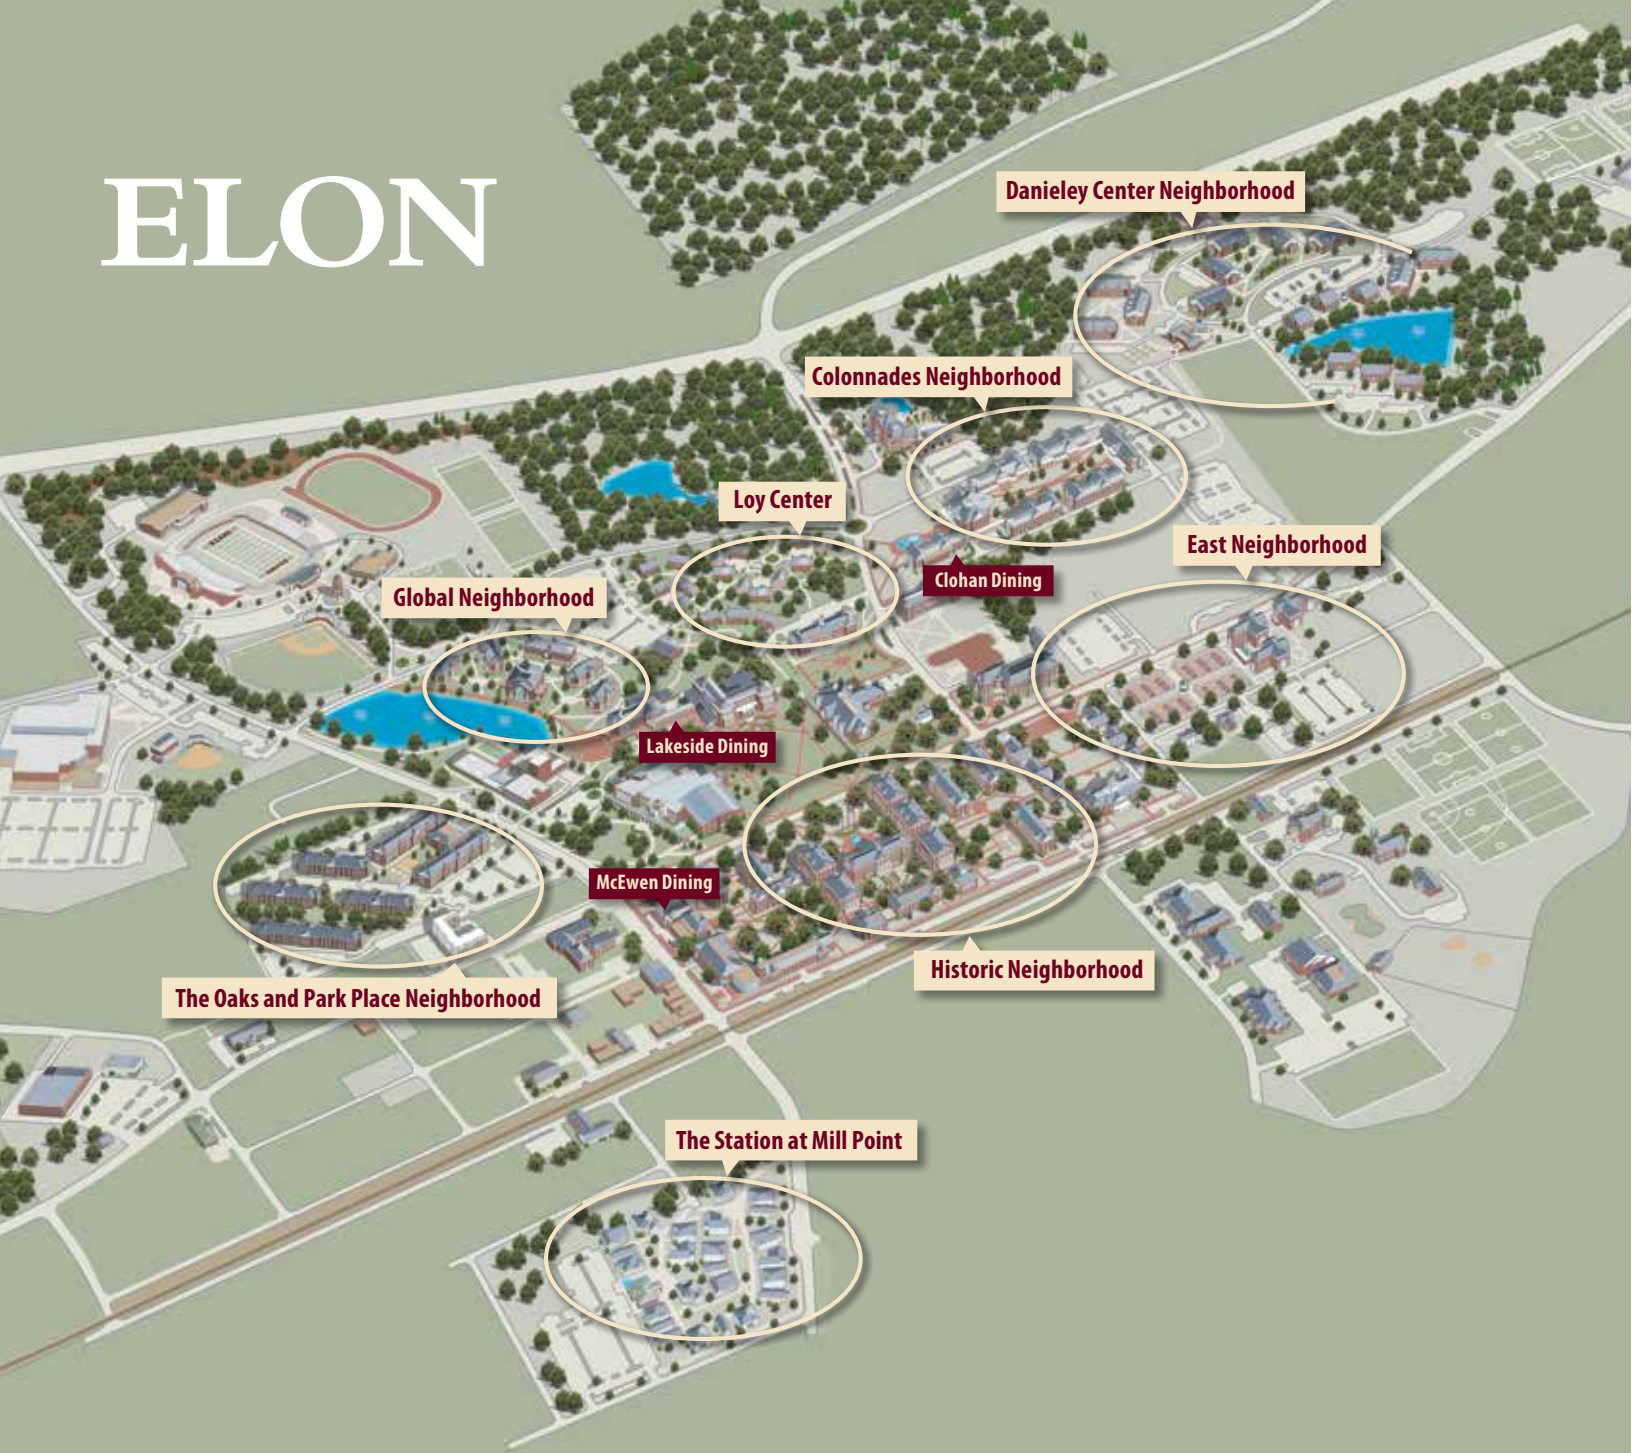 ELON
Danieley Center Neighborhood
Colonnades Neighborhood
Loy Center
East Neighborhood
Clohan Dining
Global Neighborhood
Lakeside Dining
McEwen Dining
Historic Neighborhood
The Oaks and Park Place Neighborhood
The Station at Mill Point